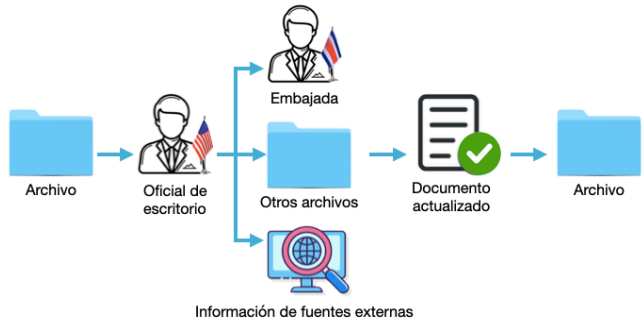 Embajada
Archivo
Oficial de
escritorio
Otros archivos
Documento
actualizado
Archivo
Información de fuentes externas